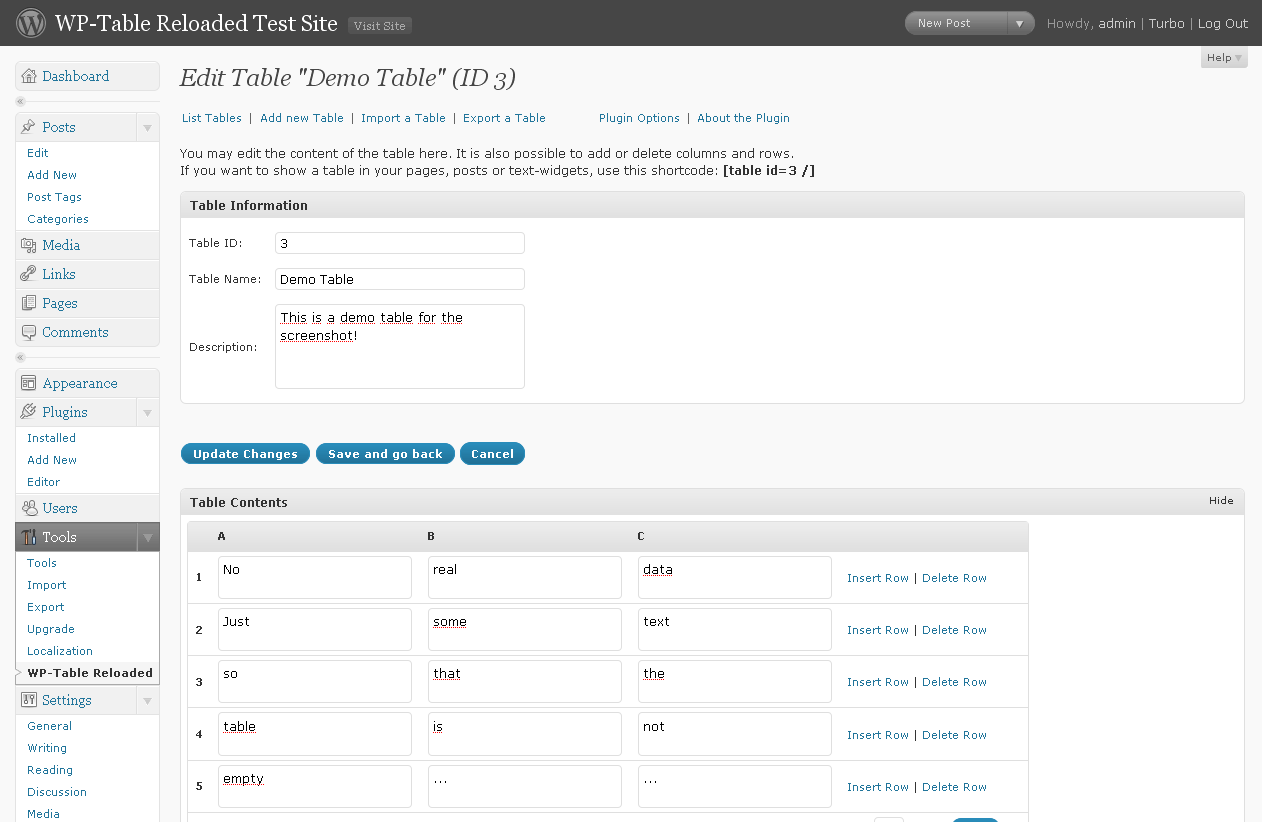 WP-Table Reloaded Test Site Visit Site New Post Howdy, admin | Turbo | Log Out
Help
Dashboard
Posts
Edit
Add New
Post Tags
Categories
Media
Links
Pages
Comments
Appearance
Plugins
Installed
Add New
Editor
Users
Tools
Tools
Import
Export
Upgrade
Localization
WP-Table Reloaded
Settings
General
Writing
Reading
Discussion
Media
Edit Table "Demo Table" (ID 3)
List Tables | Add new Table | Import a Table | Export a Table Plugin Options | About the Plugin
You may edit the content of the table here. It is also possible to add or delete columns and rows.
If you want to show a table in your pages, posts or text-widgets, use this shortcode: [table id=3 /]
Table Information
Table ID: 3
Table Name: Demo Table
Description: This is a demo table for the
screenshot!
Update Changes Save and go back Cancel
Table Contents Hide
A B C
1 No real data Insert Row | Delete Row
2 Just some text Insert Row | Delete Row
3 so that the Insert Row | Delete Row
4 table is not Insert Row | Delete Row
5 empty ... ... Insert Row | Delete Row